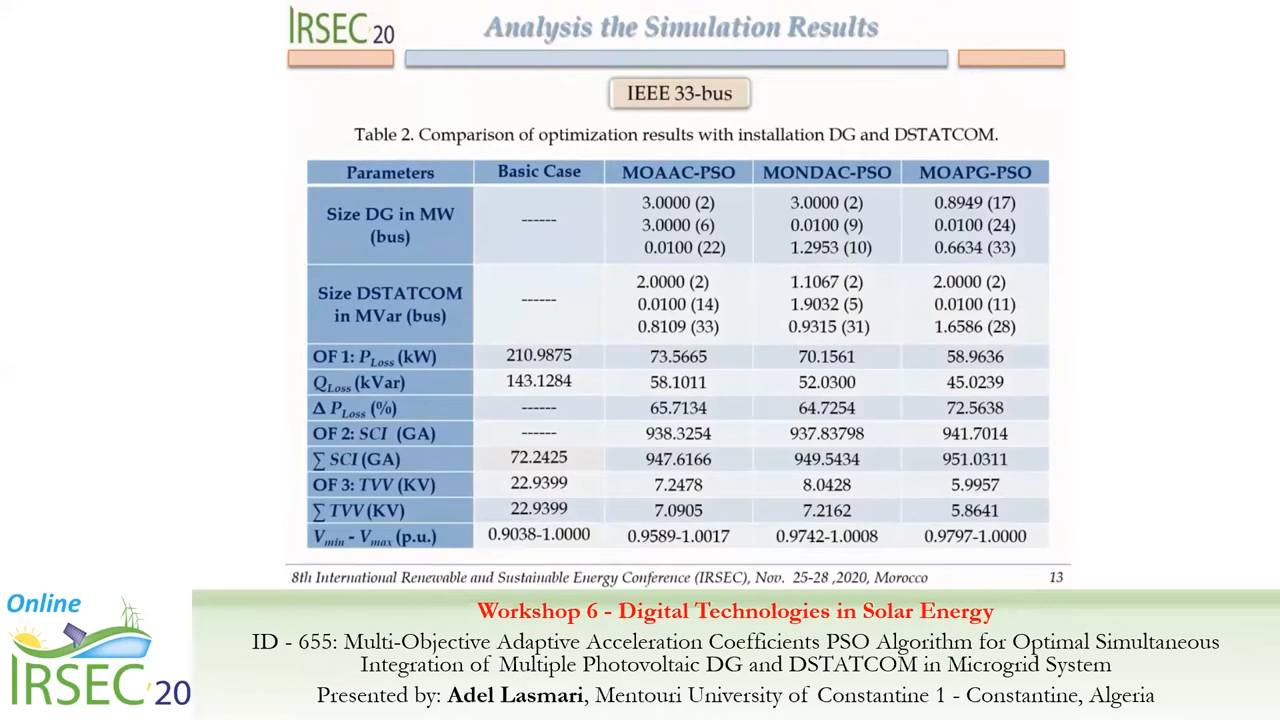 IRSEC'20
Analysis the Simulation Results
IEEE 33-bus
Table 2. Comparison of optimization results with installation DG and DSTATCOM.
Parameters Basic Case MOAAC-PSO MONDAC-PSO MOAPG-PSO
Size DG in MW (bus) ------ 3.0000 (2) 3.0000 (2) 0.8949 (17)
3.0000 (6) 0.0100 (9) 0.0100 (24)
0.0100 (22) 1.2953 (10) 0.6634 (33)
Size DSTATCOM in MVar (bus) ------ 2.0000 (2) 1.1067 (2) 2.0000 (2)
0.0100 (14) 1.9032 (5) 0.0100 (11)
0.8109 (33) 0.9315 (31) 1.6586 (28)
OF 1: PLoss (kW) 210.9875 73.5665 70.1561 58.9636
QLoss (kVar) 143.1284 58.1011 52.0300 45.0239
Δ PLoss (%) ------ 65.7134 64.7254 72.5638
OF 2: SCI (GA) ------ 938.3254 937.83798 941.7014
∑ SCI (GA) 72.2425 947.6166 949.5434 951.0311
OF 3: TVV (KV) 22.9399 7.2478 8.0428 5.9957
∑ TVV (KV) 22.9399 7.0905 7.2162 5.8641
Vmin - Vmax (p.u.) 0.9038-1.0000 0.9589-1.0017 0.9742-1.0008 0.9797-1.0000
8th International Renewable and Sustainable Energy Conference (IRSEC), Nov. 25-28 ,2020, Morocco 13
Online
IRSEC'20
Workshop 6 - Digital Technologies in Solar Energy
ID - 655: Multi-Objective Adaptive Acceleration Coefficients PSO Algorithm for Optimal Simultaneous
Integration of Multiple Photovoltaic DG and DSTATCOM in Microgrid System
Presented by: Adel Lasmari, Mentouri University of Constantine 1 - Constantine, Algeria